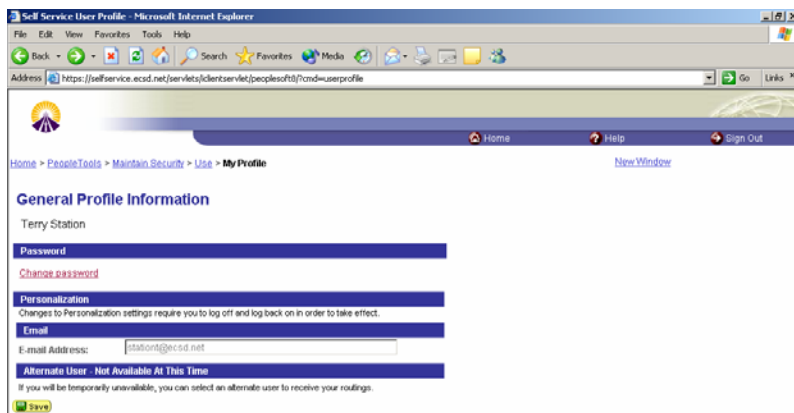 Self Service User Profile - Microsoft Internet Explorer
File Edit View Favorites Tools Help
Back Search Favorites Media
Address https://selfservice.ecsd.net/servlets/iclientservlet/peoplesoft8/?cmd=userprofile Go Links »
Home Help Sign Out
Home > PeopleTools > Maintain Security > Use > My Profile New Window
General Profile Information
Terry Station
Password
Change password
Personalization
Changes to Personalization settings require you to log off and log back on in order to take effect.
Email
E-mail Address: stationt@ecsd.net
Alternate User - Not Available At This Time
If you will be temporarily unavailable, you can select an alternate user to receive your routings.
Save